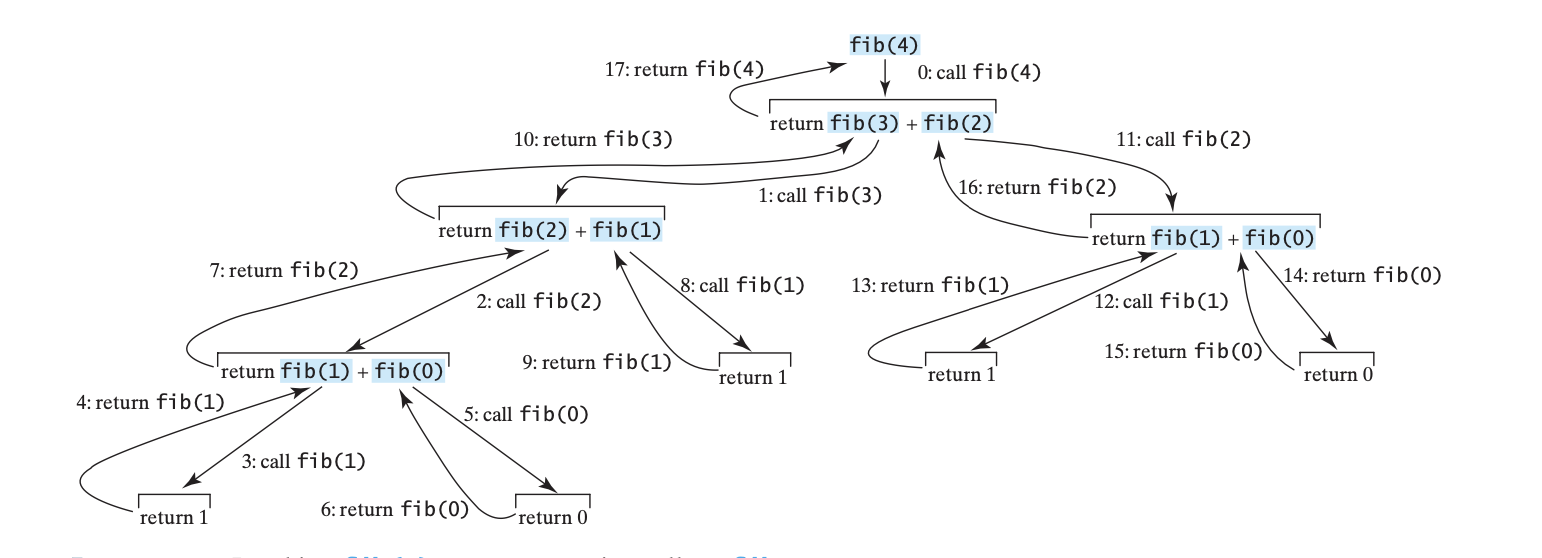 fib(4)
17: return fib(4)
0: call fib(4)
return fib(3) + fib(2)
10: return fib(3)
11: call fib(2)
1: call fib(3)
16: return fib(2)
return fib(2) + fib(1)
return fib(1) + fib(0)
7: return fib(2)
2: call fib(2)
8: call fib(1)
13: return fib(1)
12: call fib(1)
14: return fib(0)
9: return fib(1)
15: return fib(0)
return fib(1) + fib(0)
return 1
return 1
return 0
4: return fib(1)
5: call fib(0)
3: call fib(1)
6: return fib(0)
return 1
return 0